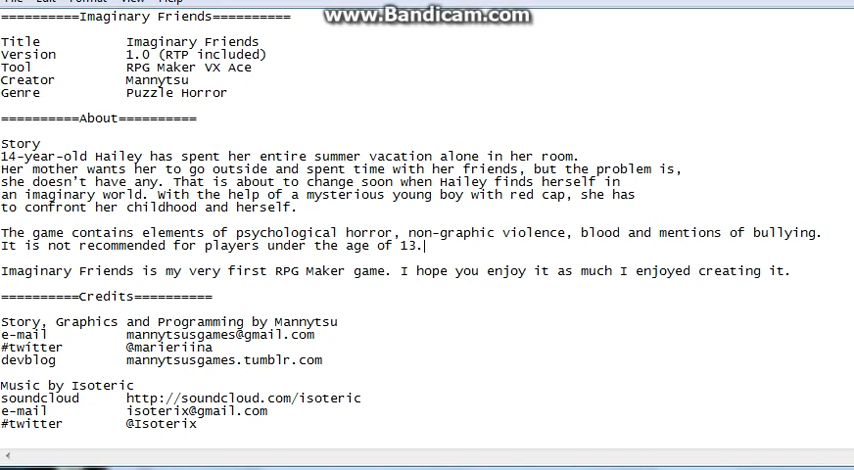 www.Bandicam.com
==========Imaginary Friends==========
Title Imaginary Friends
Version 1.0 (RTP included)
Tool RPG Maker VX Ace
Creator Mannytsu
Genre Puzzle Horror
==========About==========
Story
14-year-old Hailey has spent her entire summer vacation alone in her room.
Her mother wants her to go outside and spent time with her friends, but the problem is,
she doesn't have any. That is about to change soon when Hailey finds herself in
an imaginary world. With the help of a mysterious young boy with red cap, she has
to confront her childhood and herself.
The game contains elements of psychological horror, non-graphic violence, blood and mentions of bullying.
It is not recommended for players under the age of 13.
Imaginary Friends is my very first RPG Maker game. I hope you enjoy it as much I enjoyed creating it.
==========Credits==========
Story, Graphics and Programming by Mannytsu
e-mail mannytsusgames@gmail.com
#twitter @marieriina
devblog mannytsugames.tumblr.com
Music by Isoteric
soundcloud http://soundcloud.com/isoteric
e-mail isoterix@gmail.com
#twitter @Isoterix